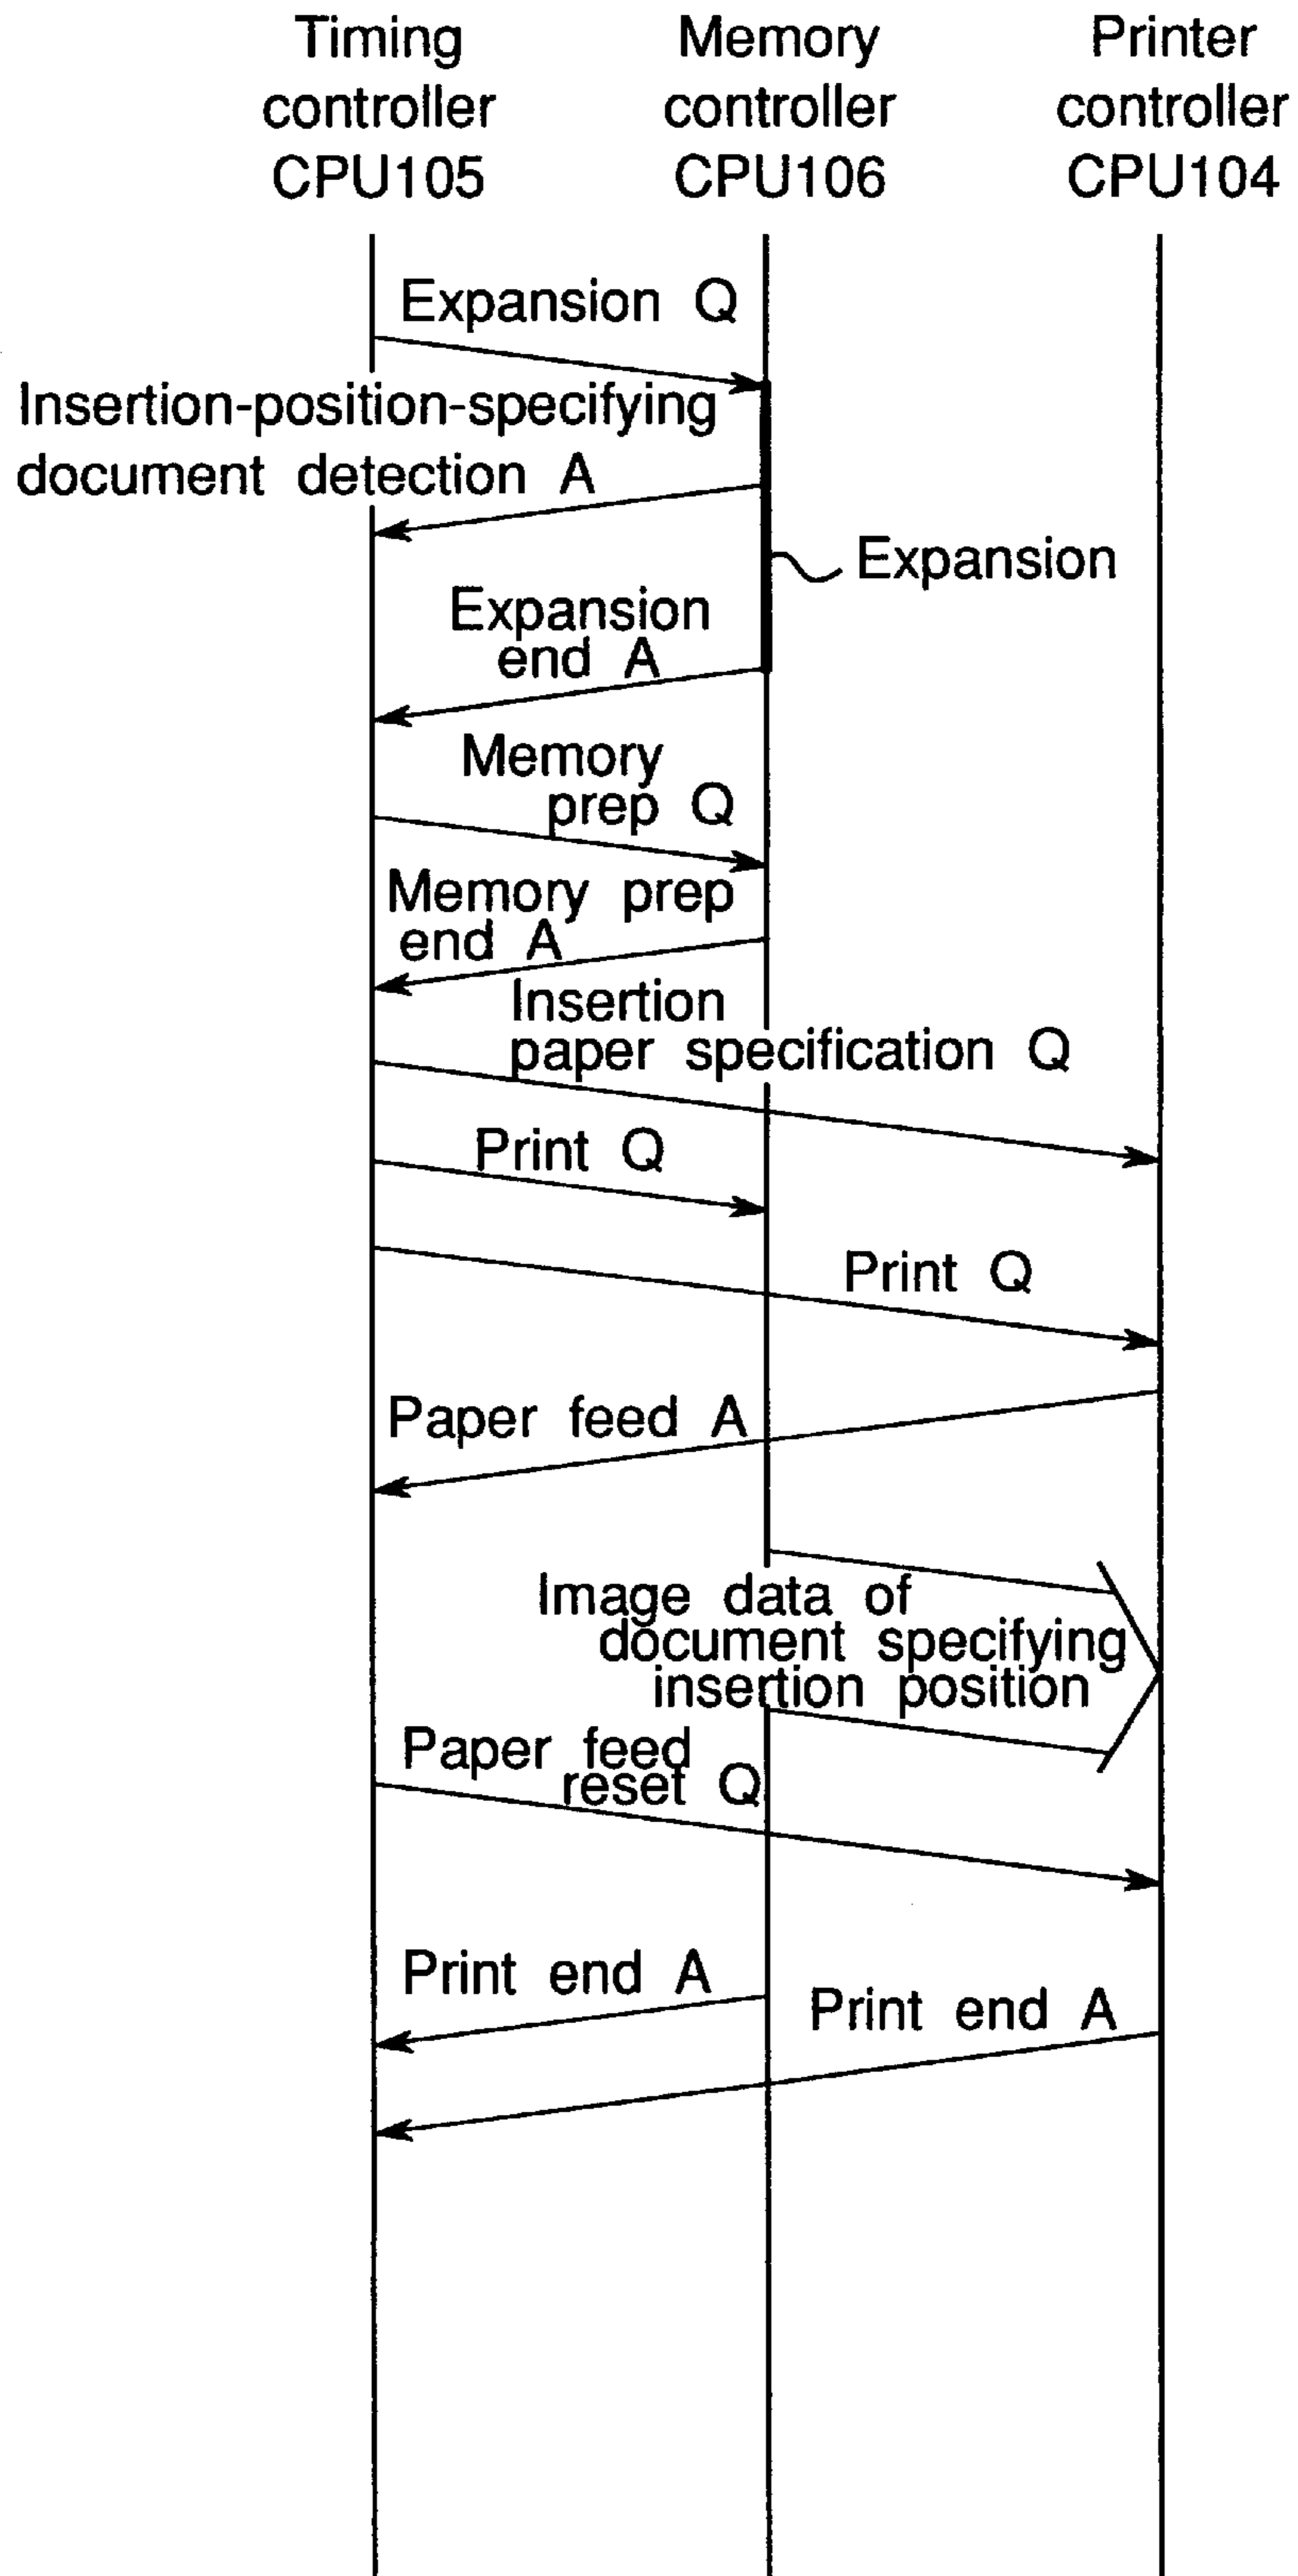 Timing
controller
CPU105
Memory
controller
CPU106
Printer
controller
CPU104
Expansion Q
Insertion-position-specifying
document detection A
Expansion
Expansion
end A
Memory
prep Q
Memory prep
end A
Insertion
paper specification Q
Print Q
Print Q
Paper feed A
Image data of
document specifying
insertion position
Paper feed
reset Q
Print end A
Print end A